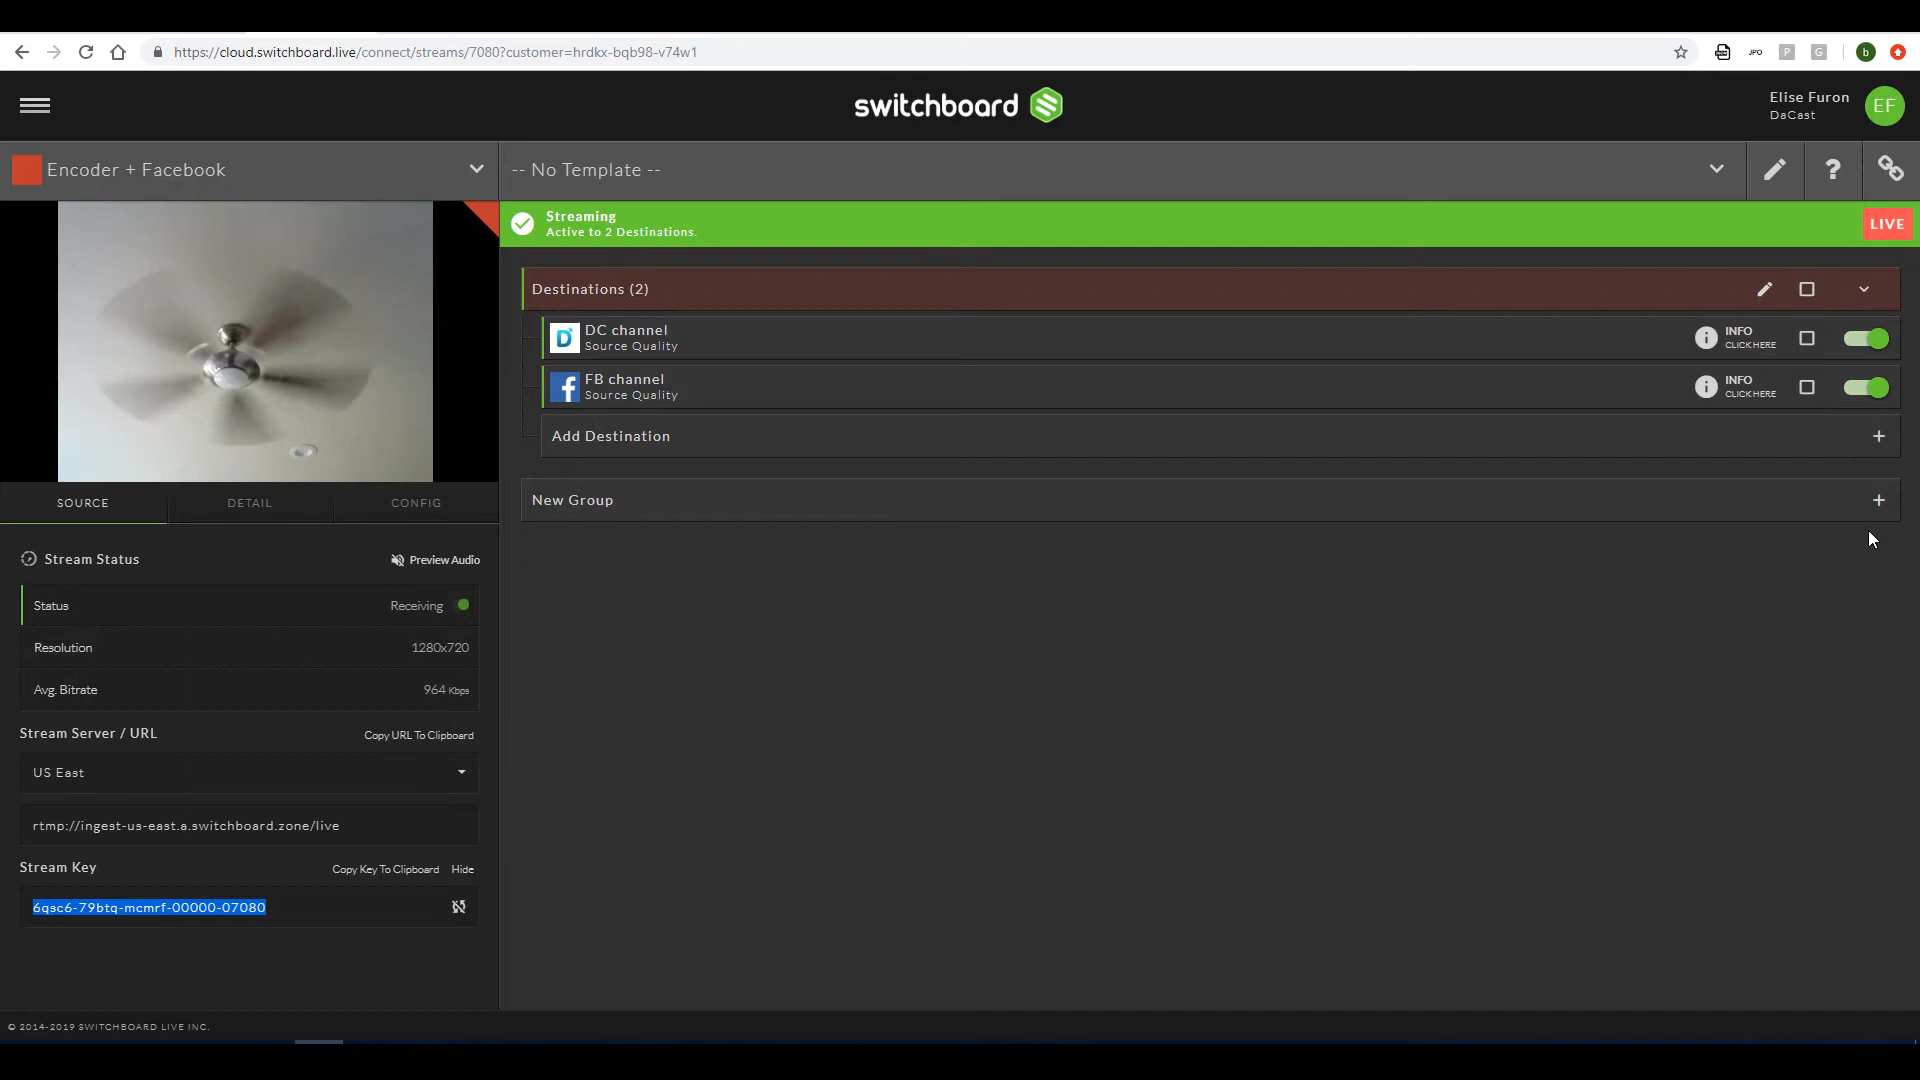 https://cloud.switchboard.live/connect/streams/7080?customer=hrdkx-bqb98-v74w1
JPO
P
G
b
switchboard
Elise Furon
DaCast
EF
Encoder + Facebook
-- No Template --
?
Streaming
Active to 2 Destinations.
LIVE
Destinations (2)
D
DC channel
Source Quality
i
INFO
CLICK HERE
f
FB channel
Source Quality
i
INFO
CLICK HERE
Add Destination
+
New Group
+
SOURCE
DETAIL
CONFIG
Stream Status
Preview Audio
Status
Receiving
Resolution
1280x720
Avg. Bitrate
964 Kbps
Stream Server / URL
Copy URL To Clipboard
US East
rtmp://ingest-us-east.a.switchboard.zone/live
Stream Key
Copy Key To Clipboard
Hide
6qsc6-79btq-mcmrf-00000-07080
© 2014-2019 SWITCHBOARD LIVE INC.